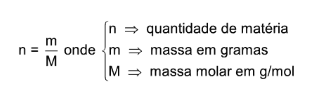 n ⇒ quantidade de matéria
n = m/M onde { m ⇒ massa em gramas
M ⇒ massa molar em g/mol